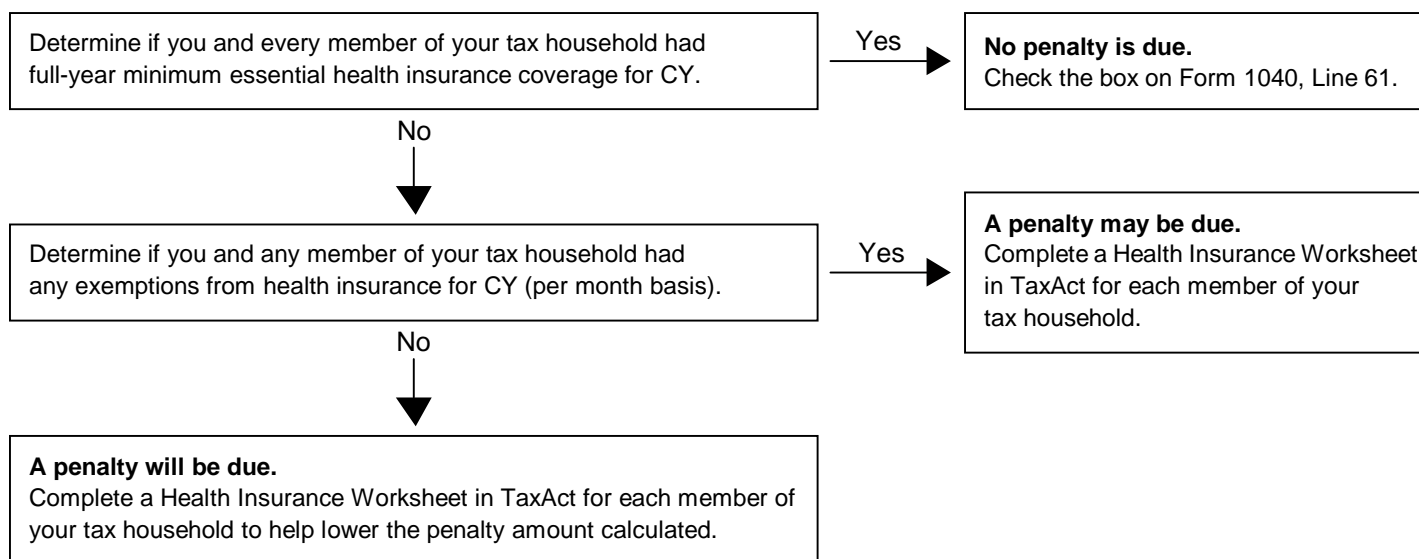 Determine if you and every member of your tax household had
full-year minimum essential health insurance coverage for CY.
Yes
No penalty is due.
Check the box on Form 1040, Line 61.
No
Determine if you and any member of your tax household had
any exemptions from health insurance for CY (per month basis).
Yes
A penalty may be due.
Complete a Health Insurance Worksheet
in TaxAct for each member of your
tax household.
No
A penalty will be due.
Complete a Health Insurance Worksheet in TaxAct for each member of
your tax household to help lower the penalty amount calculated.